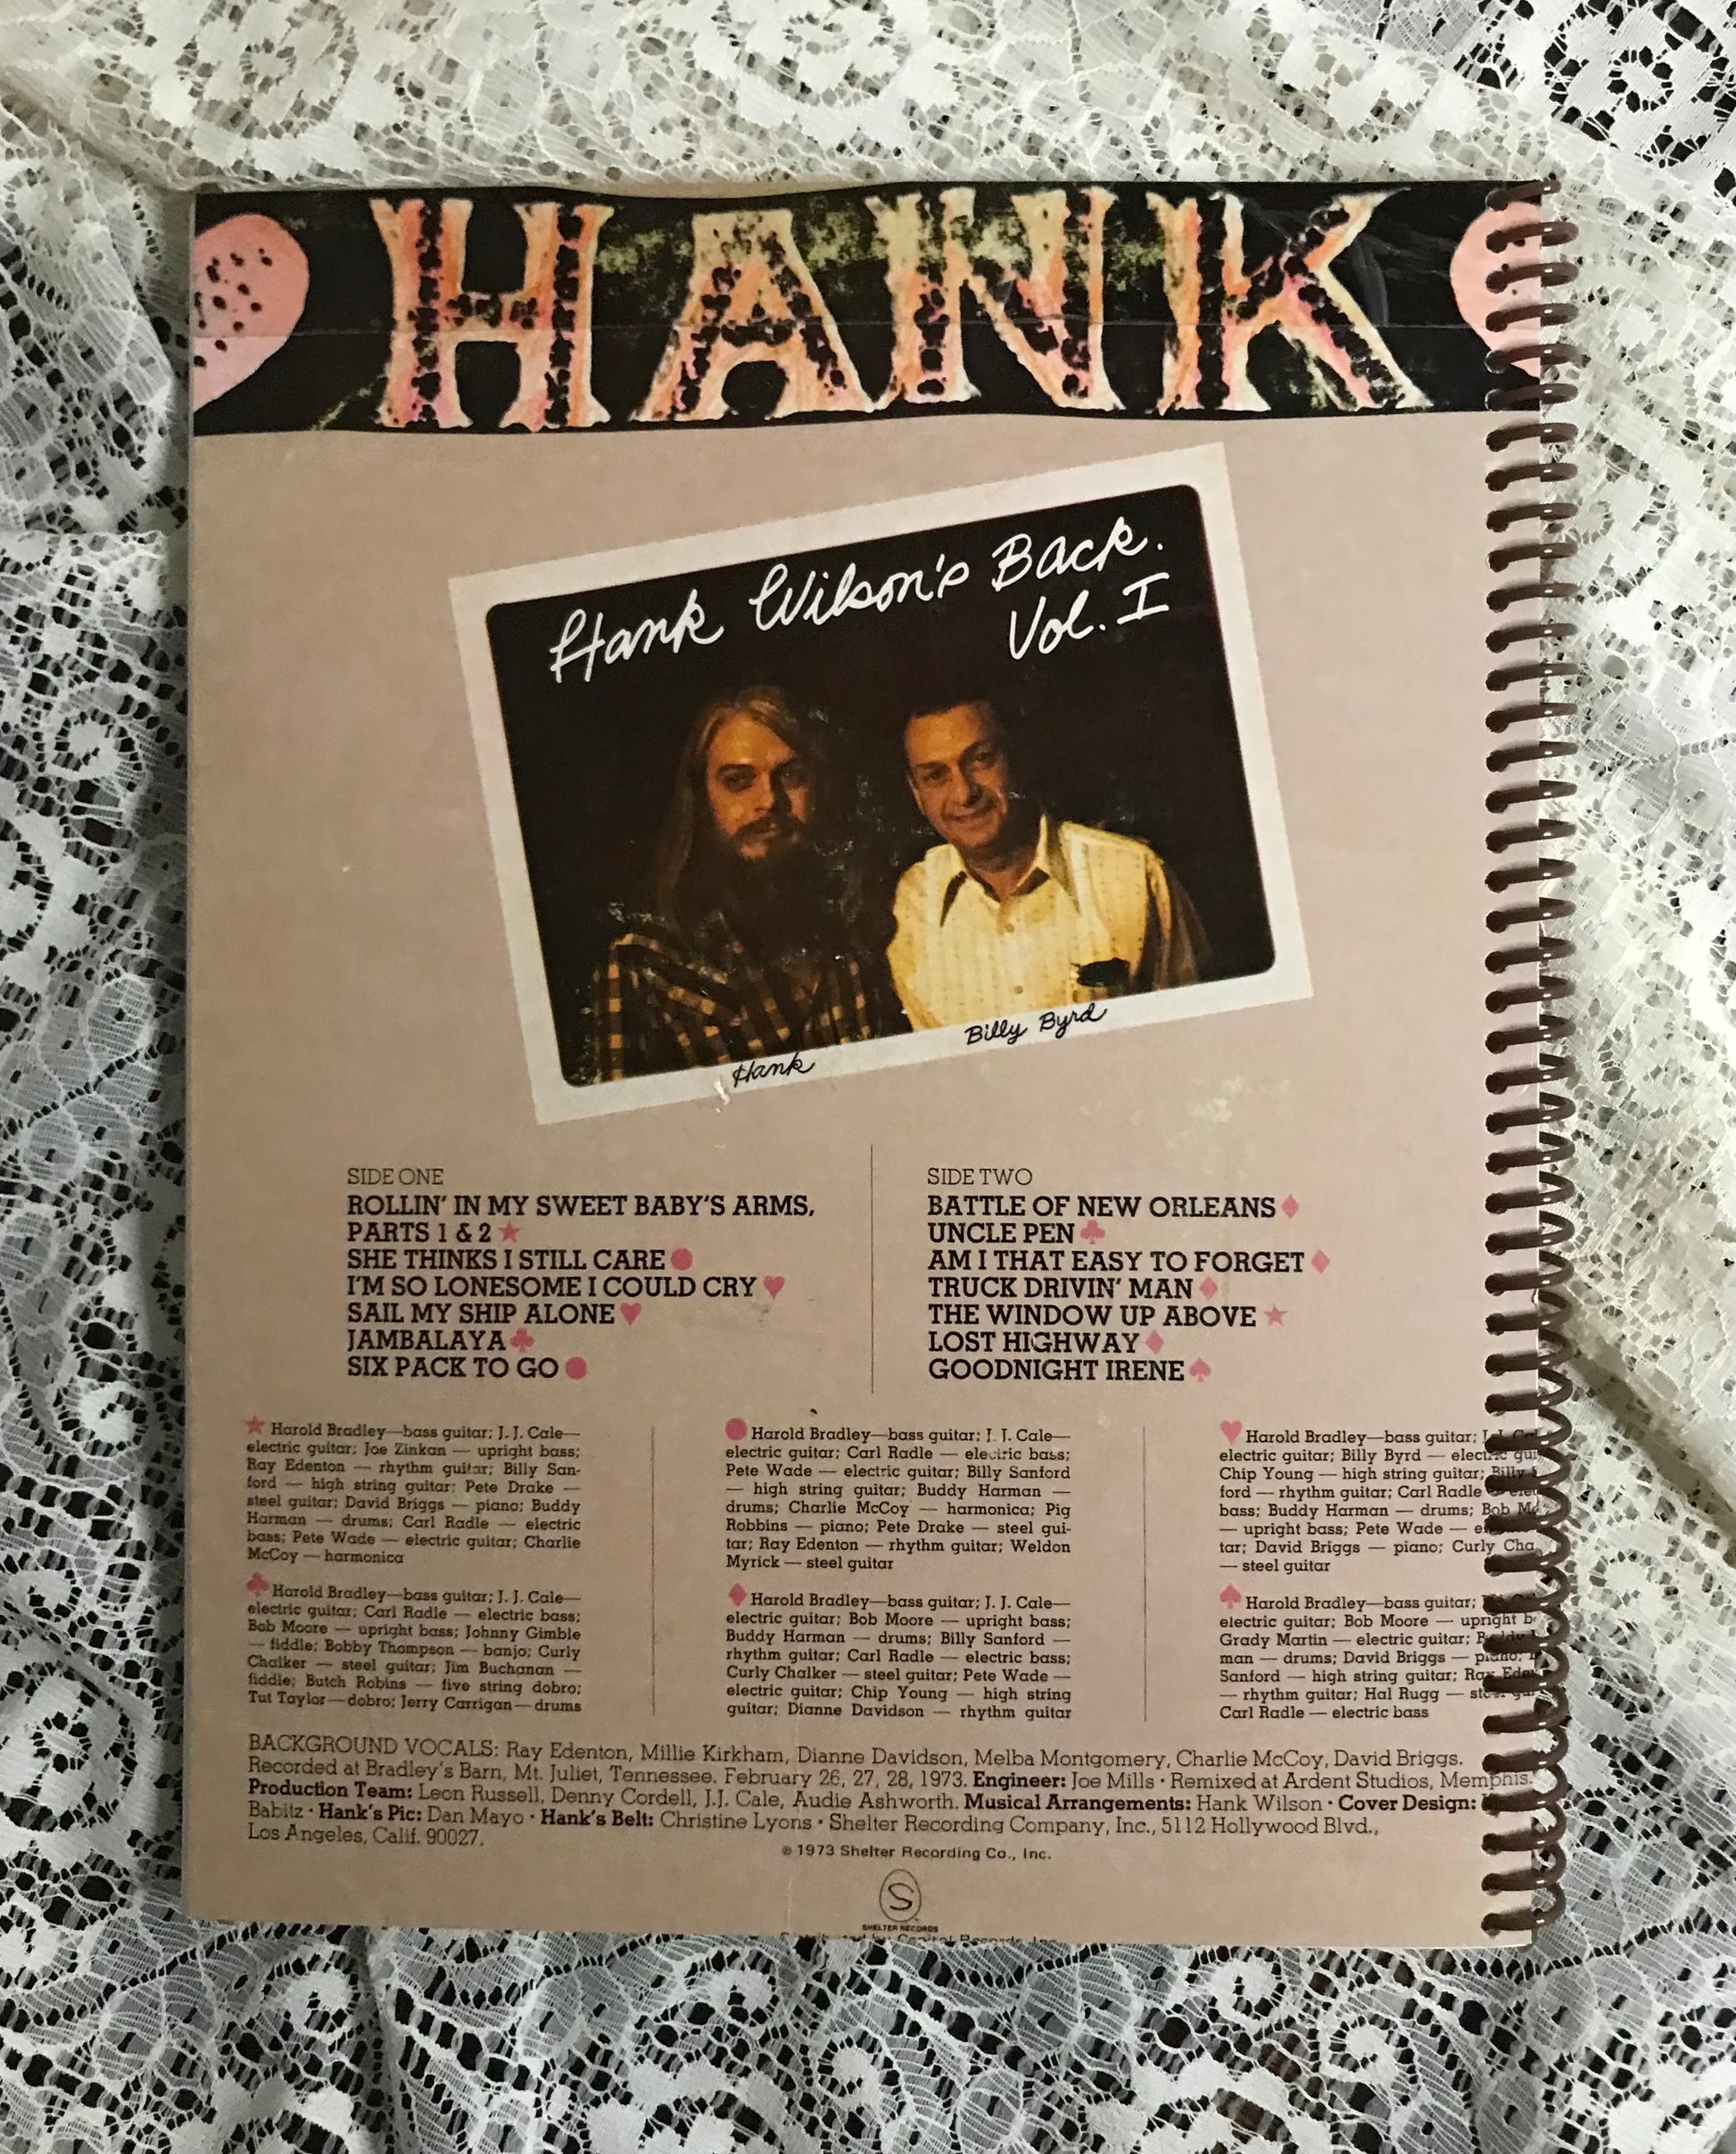 HANK
Hank Wilson's Back.
Vol. I
Hank
Billy Byrd
SIDE ONE
ROLLIN' IN MY SWEET BABY'S ARMS,
PARTS 1 & 2
SHE THINKS I STILL CARE
I'M SO LONESOME I COULD CRY
SAIL MY SHIP ALONE
JAMBALAYA
SIX PACK TO GO
SIDE TWO
BATTLE OF NEW ORLEANS
UNCLE PEN
AM I THAT EASY TO FORGET
TRUCK DRIVIN' MAN
THE WINDOW UP ABOVE
LOST HIGHWAY
GOODNIGHT IRENE
Harold Bradley—bass guitar; J. J. Cale—
electric guitar; Joe Zinkan — upright bass;
Ray Edenton — rhythm guitar; Billy San-
ford — high string guitar; Pete Drake —
steel guitar; David Briggs — piano; Buddy
Harman — drums; Carl Radle — electric
bass; Pete Wade — electric guitar; Charlie
McCoy — harmonica
Harold Bradley—bass guitar; J. J. Cale—
electric guitar; Carl Radle — electric bass;
Pete Wade — electric guitar; Billy Sanford
— high string guitar; Buddy Harman —
drums; Charlie McCoy — harmonica; Pig
Robbins — piano; Pete Drake — steel gui-
tar; Ray Edenton — rhythm guitar; Weldon
Myrick — steel guitar
Harold Bradley—bass guitar;
electric guitar; Billy Byrd —
Chip Young — high string guitar;
ford — rhythm guitar; Carl Radle
bass; Buddy Harman — drums; Bob
— upright bass; Pete Wade —
tar; David Briggs — piano; Curly
— steel guitar
Harold Bradley—bass guitar; J. J. Cale—
electric guitar; Carl Radle — electric bass;
Bob Moore — upright bass; Johnny Gimble
— fiddle; Bobby Thompson — banjo; Curly
Chalker — steel guitar; Jim Buchanan —
fiddle; Butch Robins — five string dobro;
Tut Taylor—dobro; Jerry Carrigan—drums
Harold Bradley—bass guitar; J. J. Cale—
electric guitar; Bob Moore — upright bass;
Buddy Harman — drums; Billy Sanford —
rhythm guitar; Carl Radle — electric bass;
Curly Chalker — steel guitar; Pete Wade —
electric guitar; Chip Young — high string
guitar; Dianne Davidson — rhythm guitar
Harold Bradley—bass guitar;
electric guitar; Bob Moore — upright
Grady Martin — electric guitar;
man — drums; David Briggs —
Sanford — high string guitar; Ray
— rhythm guitar; Hal Rugg —
Carl Radle — electric bass
BACKGROUND VOCALS: Ray Edenton, Millie Kirkham, Dianne Davidson, Melba Montgomery, Charlie McCoy, David Briggs.
Recorded at Bradley's Barn, Mt. Juliet, Tennessee. February 26, 27, 28, 1973. Engineer: Joe Mills · Remixed at Ardent Studios, Memphis.
Production Team: Leon Russell, Denny Cordell, J.J. Cale, Audie Ashworth. Musical Arrangements: Hank Wilson · Cover Design:
Babitz · Hank's Pic: Dan Mayo · Hank's Belt: Christine Lyons · Shelter Recording Company, Inc., 5112 Hollywood Blvd.,
Los Angeles, Calif. 90027.
℗ 1973 Shelter Recording Co., Inc.
S
SHELTER RECORDS